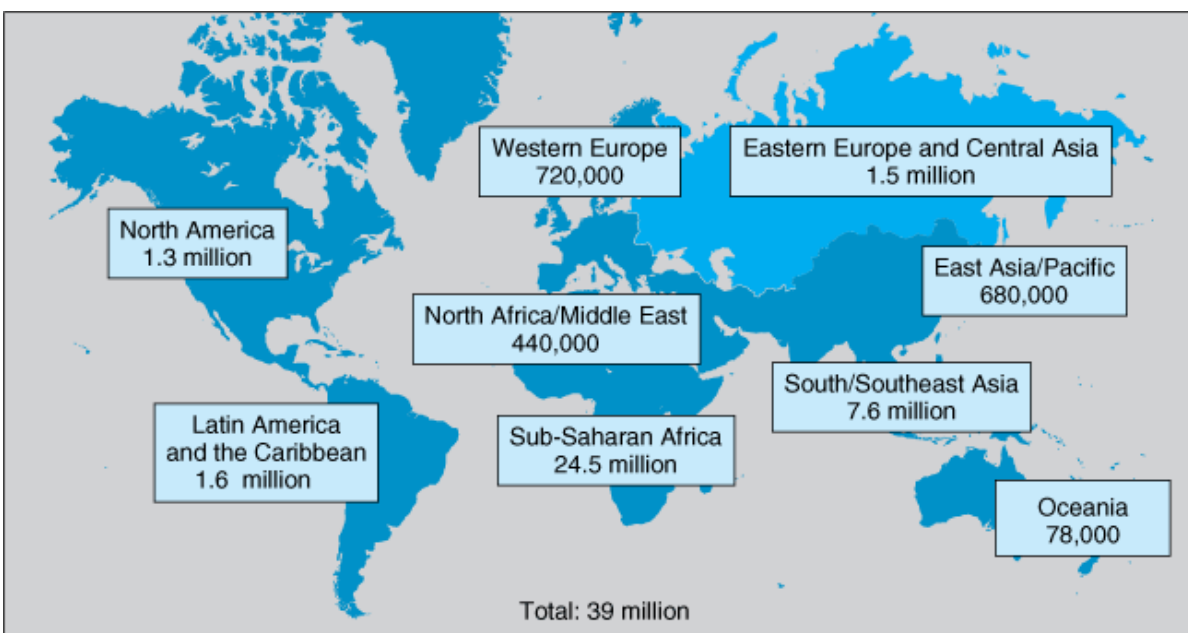 Western Europe
720,000
Eastern Europe and Central Asia
1.5 million
North America
1.3 million
East Asia/Pacific
680,000
North Africa/Middle East
440,000
South/Southeast Asia
7.6 million
Latin America
and the Caribbean
1.6 million
Sub-Saharan Africa
24.5 million
Oceania
78,000
Total: 39 million